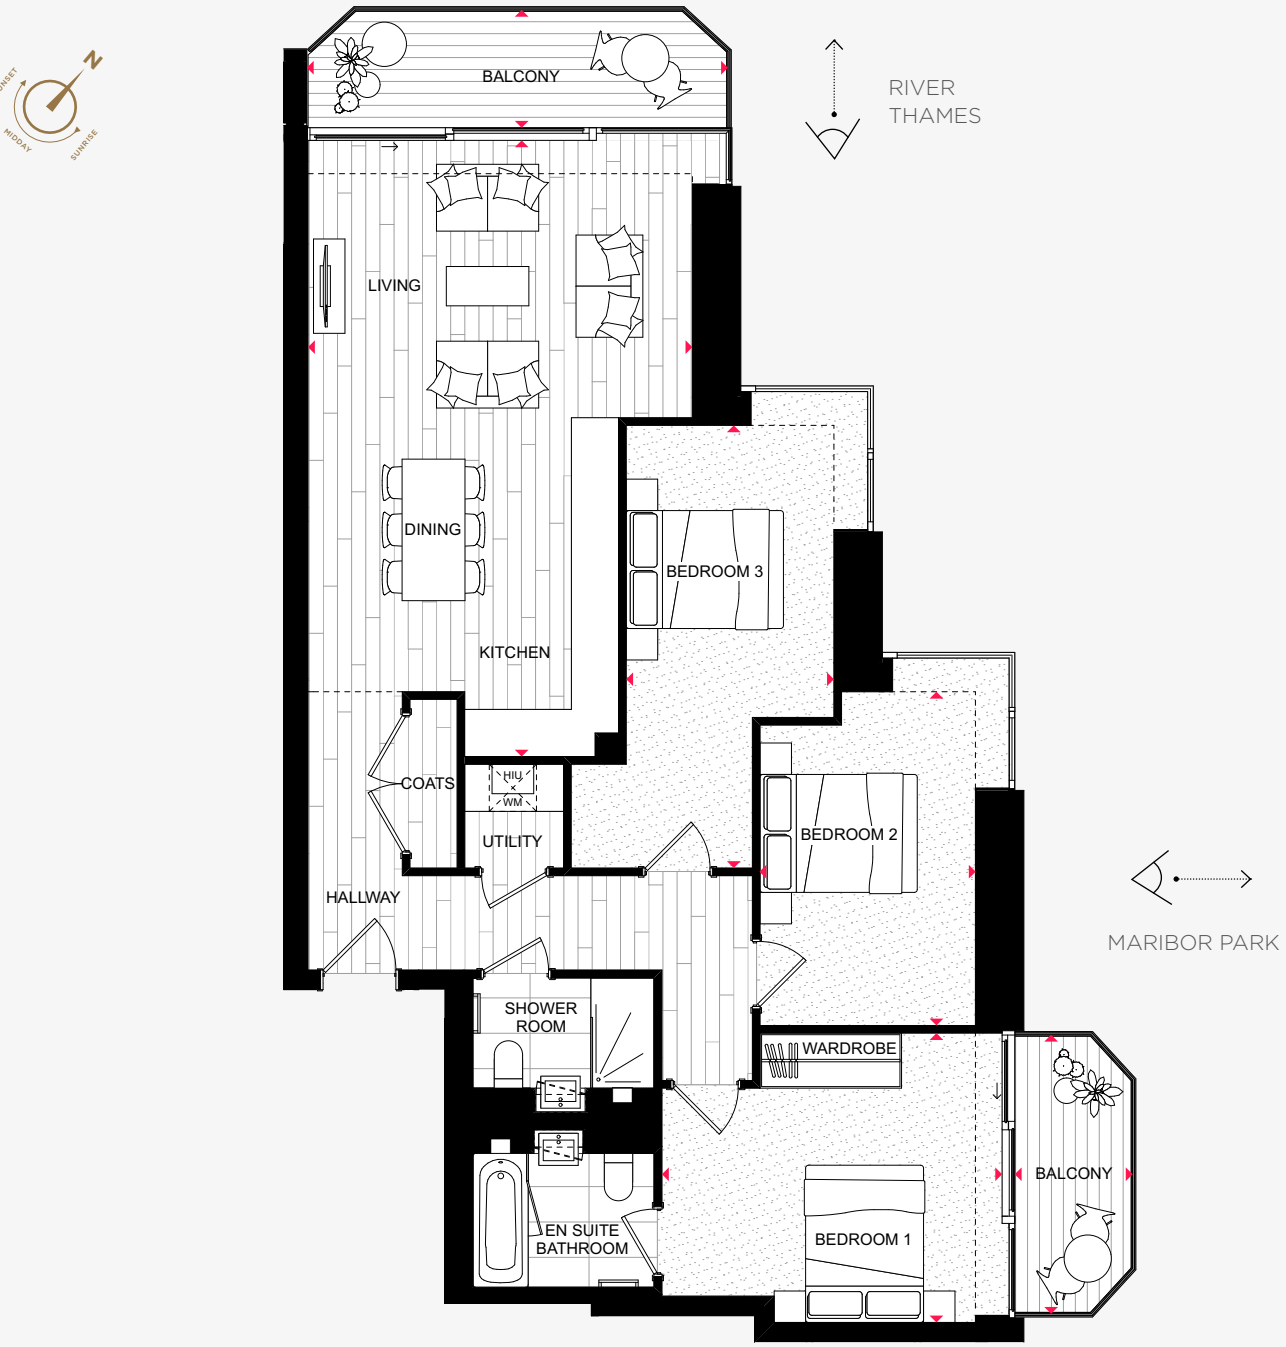 N
MIDDAY
SUNRISE
BALCONY
RIVER
THAMES
LIVING
DINING
BEDROOM 3
KITCHEN
COATS
HIU
WM
UTILITY
BEDROOM 2
HALLWAY
MARIBOR PARK
SHOWER
ROOM
WARDROBE
BALCONY
EN SUITE
BATHROOM
BEDROOM 1